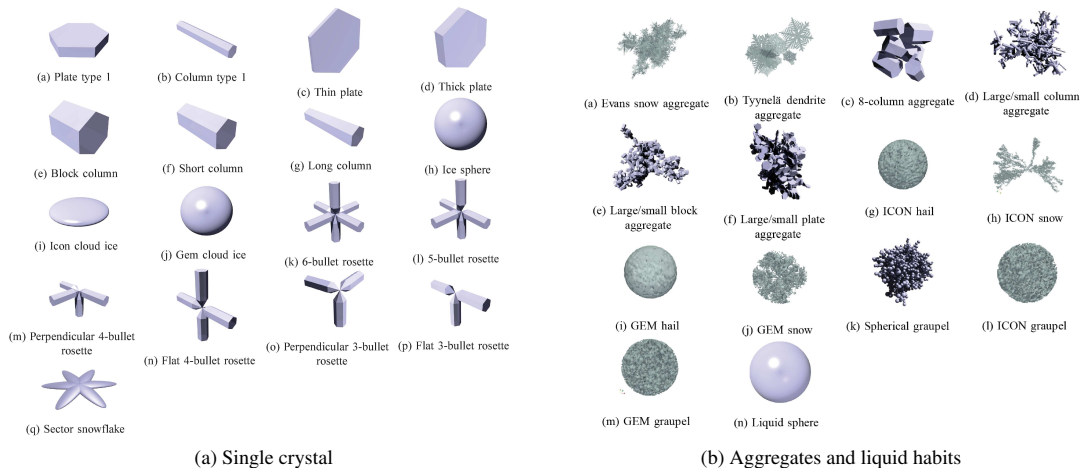 (a) Plate type 1
(b) Column type 1
(c) Thin plate
(d) Thick plate
(e) Block column
(f) Short column
(g) Long column
(h) Ice sphere
(i) Icon cloud ice
(j) Gem cloud ice
(k) 6-bullet rosette
(l) 5-bullet rosette
(m) Perpendicular 4-bullet
rosette
(n) Flat 4-bullet rosette
(o) Perpendicular 3-bullet
rosette
(p) Flat 3-bullet rosette
(q) Sector snowflake
(a) Single crystal
(a) Evans snow aggregate
(b) Tyynelä dendrite
aggregate
(c) 8-column aggregate
(d) Large/small column
aggregate
(e) Large/small block
aggregate
(f) Large/small plate
aggregate
(g) ICON hail
(h) ICON snow
(i) GEM hail
(j) GEM snow
(k) Spherical graupel
(l) ICON graupel
(m) GEM graupel
(n) Liquid sphere
(b) Aggregates and liquid habits